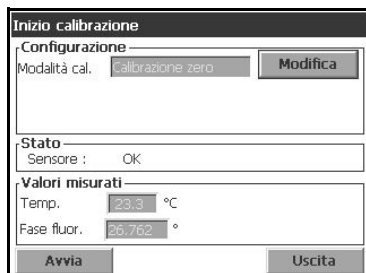 Inizio calibrazione
Configurazione
Modalità cal. Calibrazione zero Modifica
Stato
Sensore : OK
Valori misurati
Temp. 23.3 °C
Fase fluor. 26.762 °
Avvia Uscita